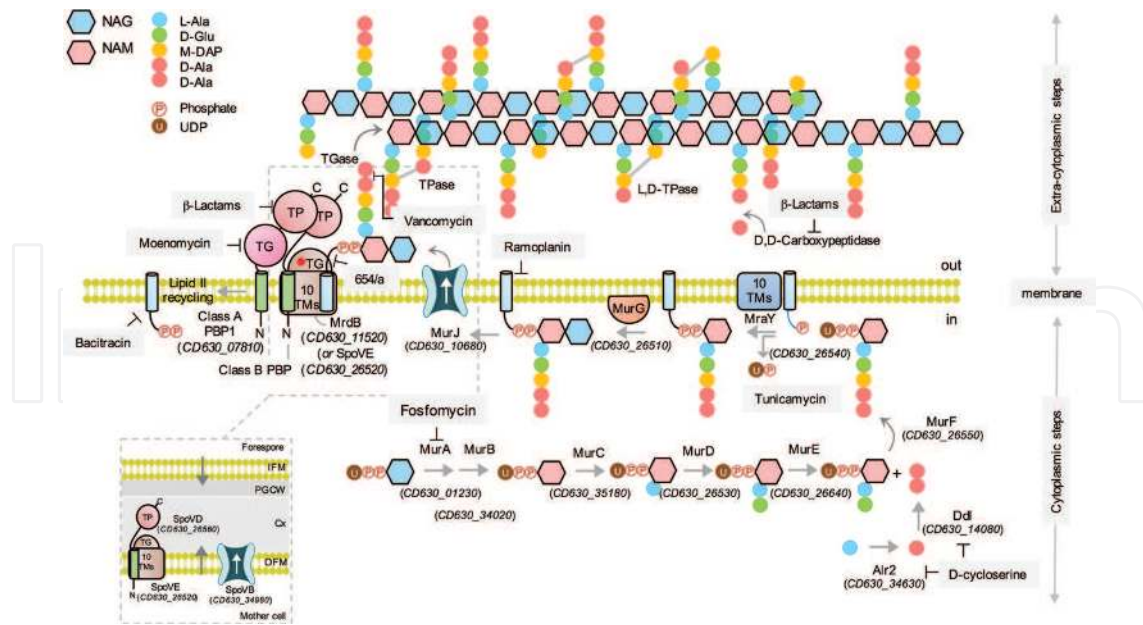 NAG
NAM
L-Ala
D-Glu
M-DAP
D-Ala
D-Ala
P Phosphate
U UDP
TGase
TPase
L,D-TPase
β-Lactams
C C
TP TP
Vancomycin
Moenomycin
TG
TG
P P
654/a
Ramoplanin
β-Lactams
D,D-Carboxypeptidase
Extra-cytoplasmic steps
out
membrane
in
Lipid II
recycling
10
TMs
10 TMs
MurG
MraY
Class A
PBP1
(CD630_07810)
N N
Class B PBP
Bacitracin
P P
MrdB
(CD630_11520)
(or SpoVE
(CD630_26520)
MurJ
(CD630_10680)
P P
(CD630_26510)
P P
P
U P P
(CD630_26540)
U P
Tunicamycin
Fosfomycin
MurF
(CD630_26550)
Cytoplasmic steps
MurA MurB MurC MurD MurE
U P P
U P P
U P P
U P P
U P P
+
(CD630_01230)
(CD630_34020)
(CD630_35180)
(CD630_26530)
(CD630_26640)
Ddl
(CD630_14080)
Alr2
(CD630_34630)
D-cycloserine
Forespore
IFM
PGCW
Cx
C
TP
SpoVD
(CD630_26560)
TG
10
TMs
DFM
SpoVE
N
(CD630_26520)
SpoVB
(CD630_34980)
Mother cell